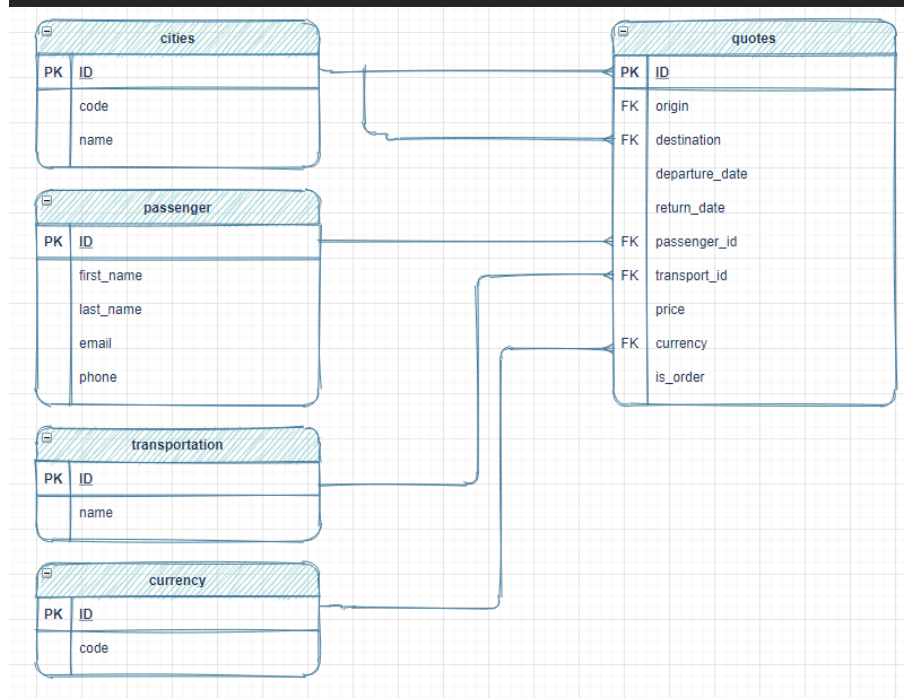 cities
PK ID
code
name
passenger
PK ID
first_name
last_name
email
phone
transportation
PK ID
name
currency
PK ID
code
quotes
PK ID
FK origin
FK destination
departure_date
return_date
FK passenger_id
FK transport_id
price
FK currency
is_order